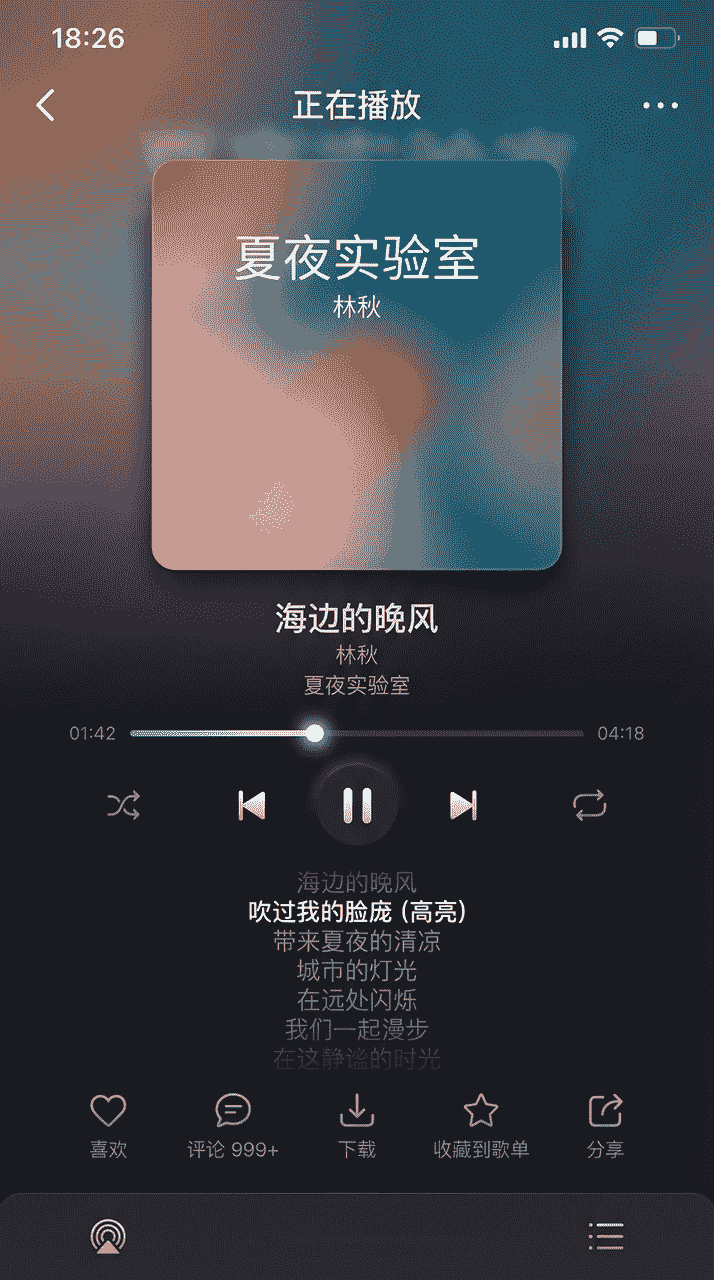 18:26
正在播放
夏夜实验室
林秋
海边的晚风
林秋
夏夜实验室
01:42 04:18
海边的晚风
吹过我的脸庞 (高亮)
带来夏夜的清凉
城市的灯光
在远处闪烁
我们一起漫步
在这静谧的时光
喜欢 评论 999+ 下载 收藏到歌单 分享